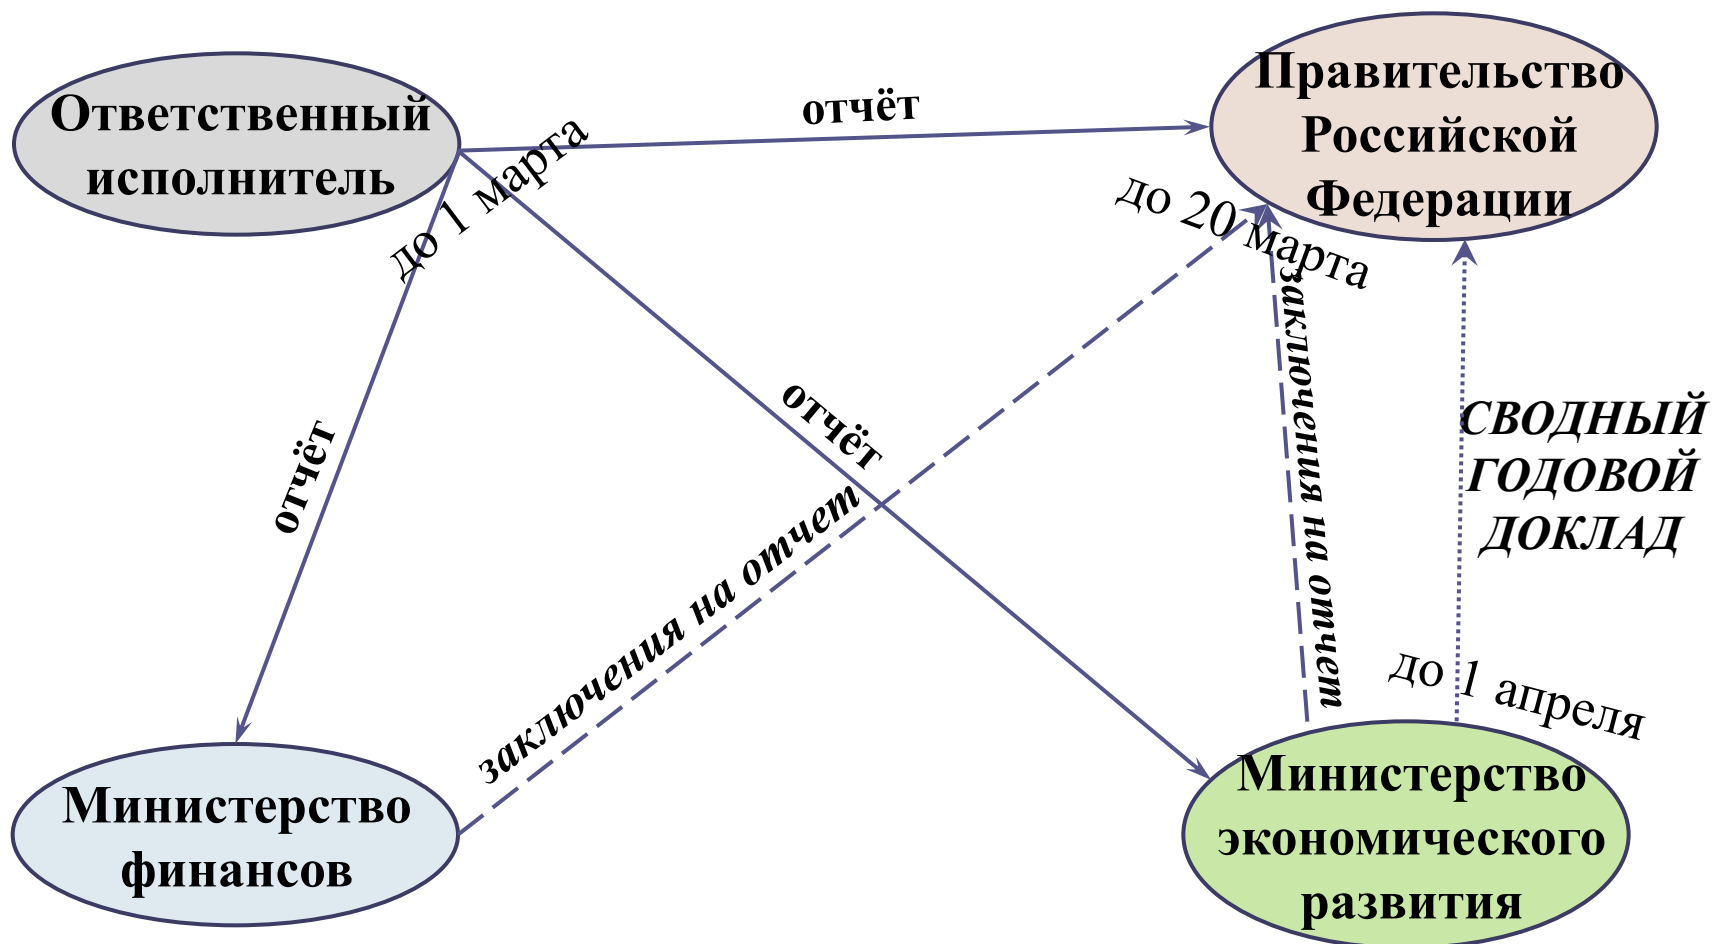 Ответственный
исполнитель
отчёт
Правительство
Российской
Федерации
до 1 марта
до 20 марта
отчёт
отчёт
заключения на отчет
заключения на отчет
СВОДНЫЙ
ГОДОВОЙ
ДОКЛАД
до 1 апреля
Министерство
финансов
Министерство
экономического
развития